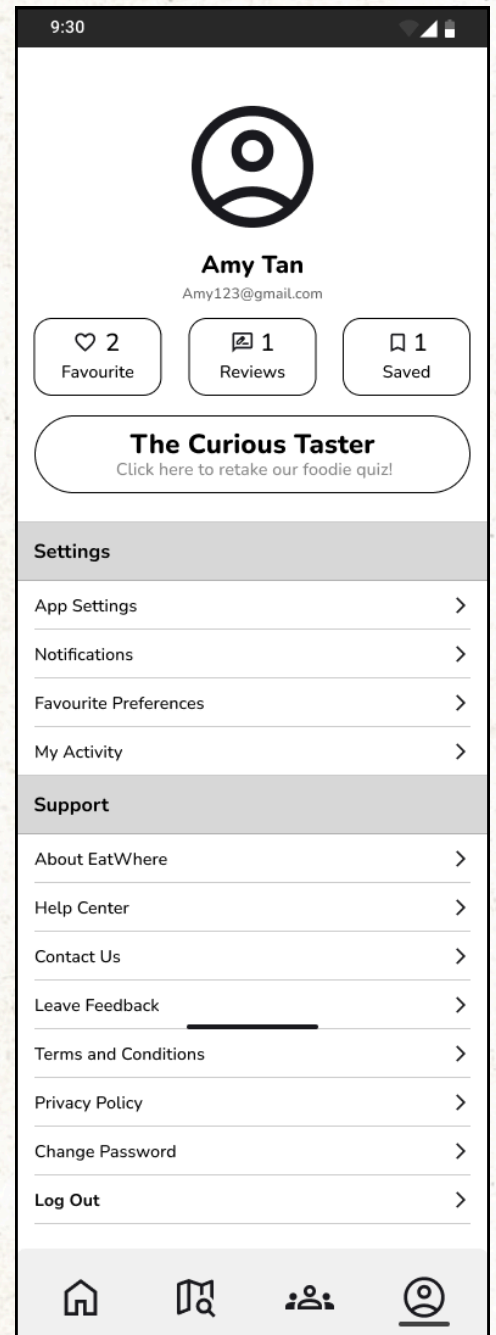 9:30
Amy Tan
Amy123@gmail.com
2
Favourite
1
Reviews
1
Saved
The Curious Taster
Click here to retake our foodie quiz!
Settings
App Settings
Notifications
Favourite Preferences
My Activity
Support
About EatWhere
Help Center
Contact Us
Leave Feedback
Terms and Conditions
Privacy Policy
Change Password
Log Out